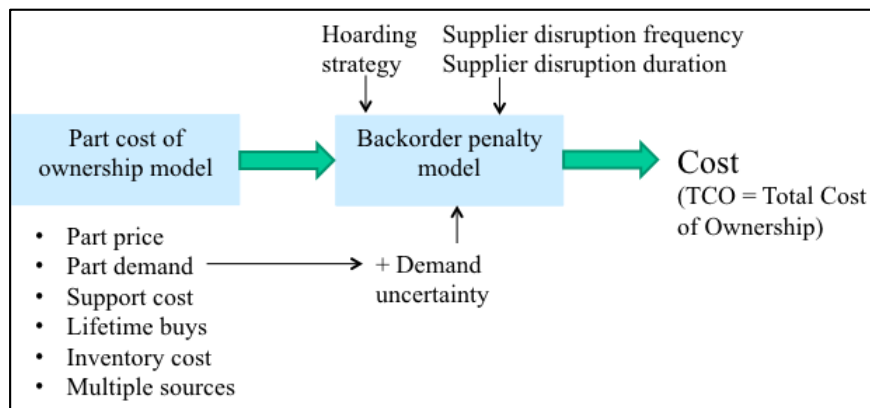 Hoarding
strategy
Supplier disruption frequency
Supplier disruption duration
Part cost of
ownership model
Backorder penalty
model
Cost
(TCO = Total Cost
of Ownership)
• Part price
• Part demand
• Support cost
• Lifetime buys
• Inventory cost
• Multiple sources
+ Demand
uncertainty